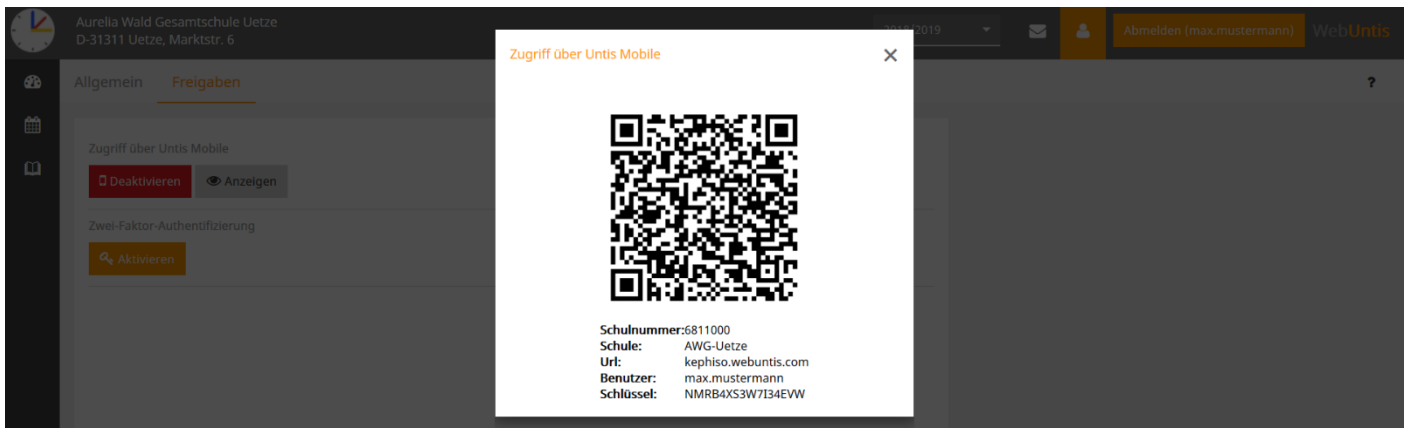 Aurelia Wald Gesamtschule Uetze
D-31311 Uetze, Marktstr. 6
2018/2019
Abmelden (max.mustermann)
WebUntis
Allgemein
Freigaben
?
Zugriff über Untis Mobile
Deaktivieren
Anzeigen
Zwei-Faktor-Authentifizierung
Aktivieren
Zugriff über Untis Mobile
Schulnummer:6811000
Schule: AWG-Uetze
Url: kephiso.webuntis.com
Benutzer: max.mustermann
Schlüssel: NMRB4XS3W7I34EVW